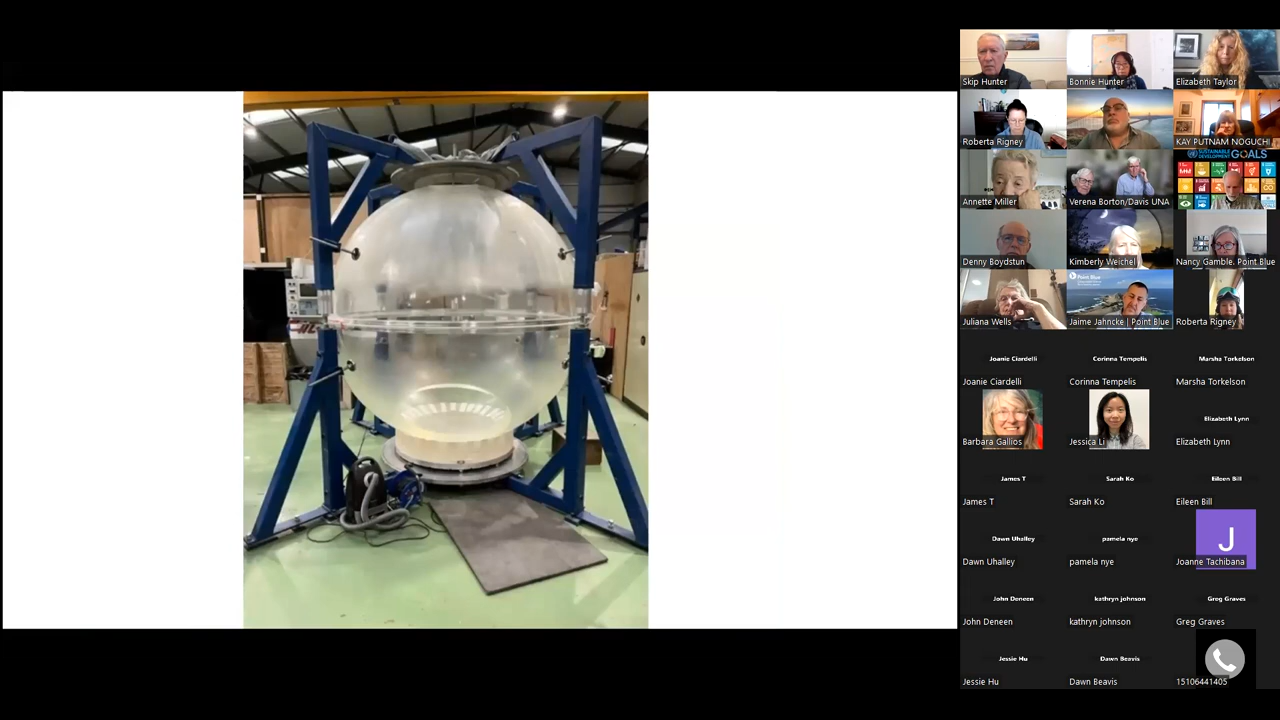 Skip Hunter
Bonnie Hunter
Elizabeth Taylor
Roberta Rigney
KAY PUTNAM NOGUCHI
SUSTAINABLE DEVELOPMENT GOALS
Annette Miller
Verena Borton/Davis UNA
Denny Boydstun
Kimberly Weichel
Nancy Gamble. Point Blue
Point Blue
Juliana Wells
Jaime Jahncke | Point Blue
Roberta Rigney
Joanie Ciardelli
Corinna Tempelis
Marsha Torkelson
Joanie Ciardelli
Corinna Tempelis
Marsha Torkelson
Elizabeth Lynn
Barbara Gallios
Jessica Li
Elizabeth Lynn
James T
Sarah Ko
Eileen Bill
James T
Sarah Ko
Eileen Bill
Dawn Uhalley
pamela nye
J
Dawn Uhalley
pamela nye
Joanne Tachibana
John Deneen
kathryn johnson
Greg Graves
John Deneen
kathryn johnson
Greg Graves
Jessie Hu
Dawn Beavis
Jessie Hu
Dawn Beavis
15106441405